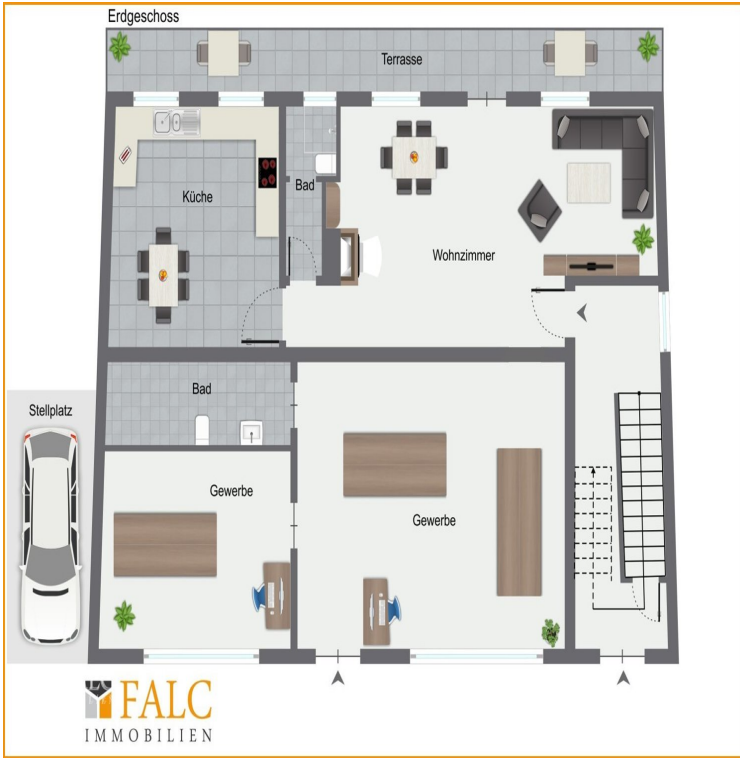 Erdgeschoss
Terrasse
Küche
Bad
Wohnzimmer
Bad
Stellplatz
Gewerbe
Gewerbe
FALC
IMMOBILIEN